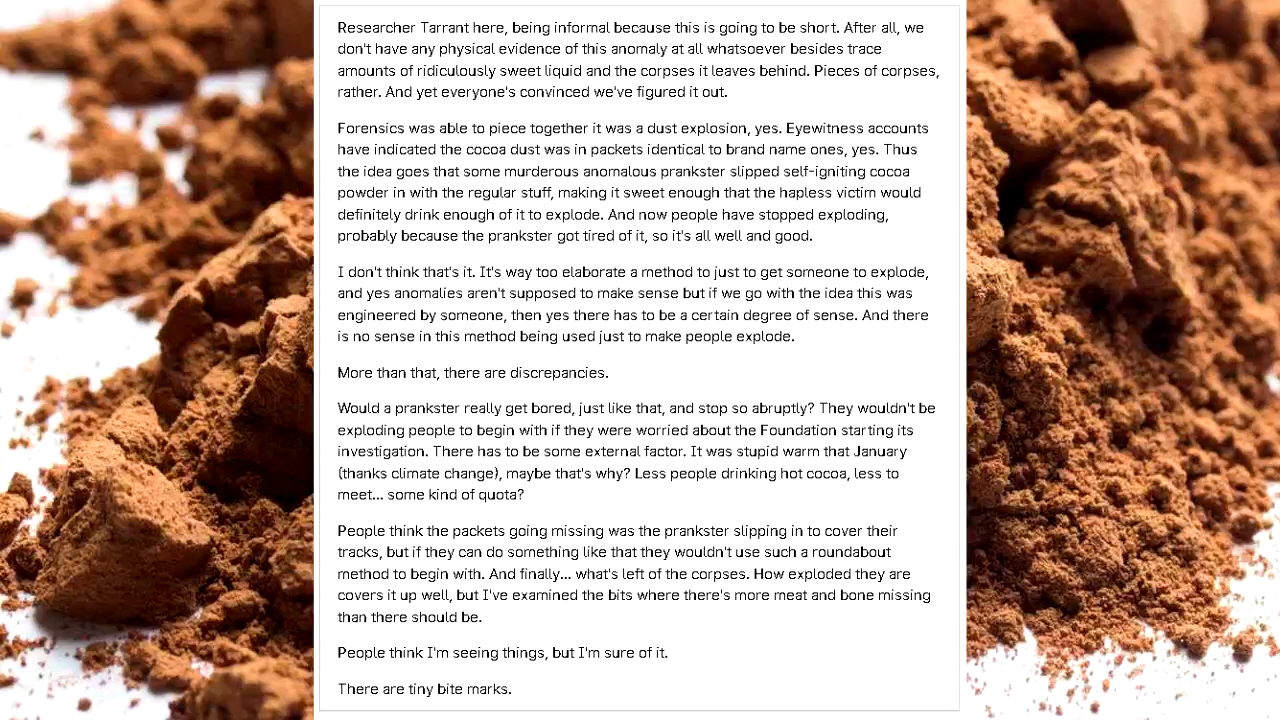 Researcher Tarrant here, being informal because this is going to be short. After all, we
don't have any physical evidence of this anomaly at all whatsoever besides trace
amounts of ridiculously sweet liquid and the corpses it leaves behind. Pieces of corpses,
rather. And yet everyone's convinced we've figured it out.
Forensics was able to piece together it was a dust explosion, yes. Eyewitness accounts
have indicated the cocoa dust was in packets identical to brand name ones, yes. Thus
the idea goes that some murderous anomalous prankster slipped self-igniting cocoa
powder in with the regular stuff, making it sweet enough that the hapless victim would
definitely drink enough of it to explode. And now people have stopped exploding,
probably because the prankster got tired of it, so it's all well and good.
I don't think that's it. It's way too elaborate a method to just to get someone to explode,
and yes anomalies aren't supposed to make sense but if we go with the idea this was
engineered by someone, then yes there has to be a certain degree of sense. And there
is no sense in this method being used just to make people explode.
More than that, there are discrepancies.
Would a prankster really get bored, just like that, and stop so abruptly? They wouldn't be
exploding people to begin with if they were worried about the Foundation starting its
investigation. There has to be some external factor. It was stupid warm that January
(thanks climate change), maybe that's why? Less people drinking hot cocoa, less to
meet... some kind of quota?
People think the packets going missing was the prankster slipping in to cover their
tracks, but if they can do something like that they wouldn't use such a roundabout
method to begin with. And finally... what's left of the corpses. How exploded they are
covers it up well, but I've examined the bits where there's more meat and bone missing
than there should be.
People think I'm seeing things, but I'm sure of it.
There are tiny bite marks.